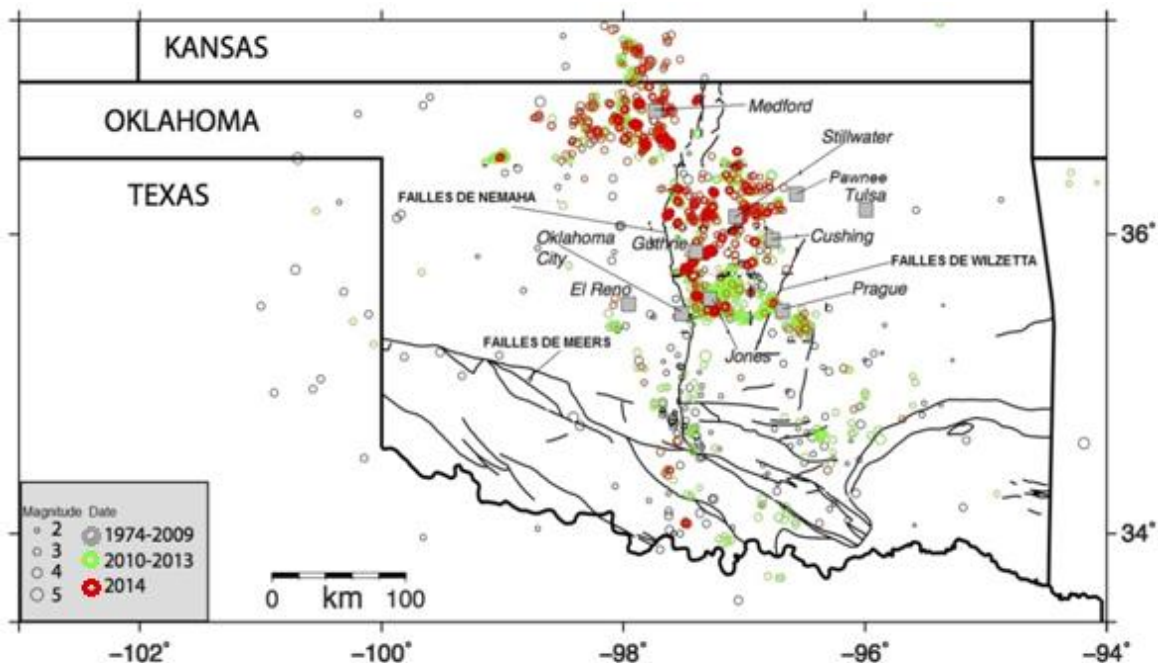 KANSAS
OKLAHOMA
TEXAS
Medford
Stillwater
FAILLES DE NEMAHA
Pawnee
Tulsa
Oklahoma
City
Guthrie
Cushing
FAILLES DE WILZETTA
El Reno
Prague
FAILLES DE MEERS
Jones
36°
34°
Magnitude Date
2 1974-2009
3 2010-2013
4 2014
5
0 km 100
−102° −100° −98° −96° −94°